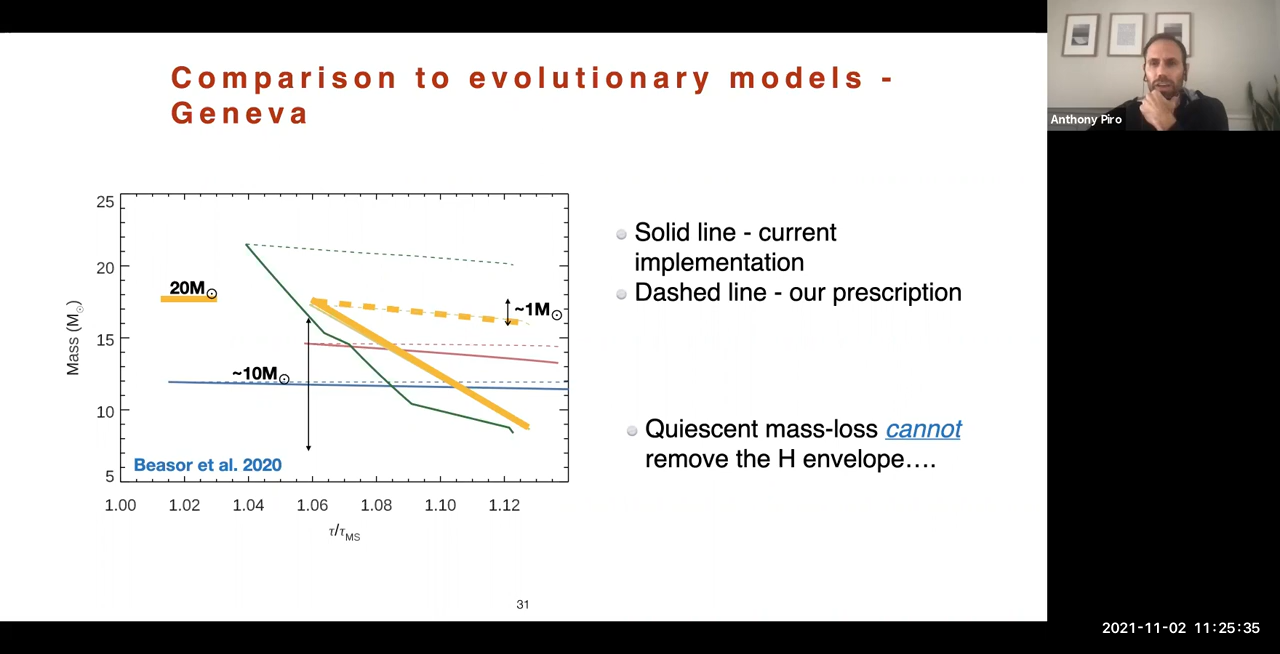 Comparison to evolutionary models -
Geneva
Anthony Piro
25
20
15
10
5
Mass (M☉)
20M☉
~1M☉
~10M☉
Beasor et al. 2020
1.00 1.02 1.04 1.06 1.08 1.10 1.12
τ/τMS
Solid line - current
implementation
Dashed line - our prescription
Quiescent mass-loss cannot
remove the H envelope....
31
2021-11-02 11:25:35